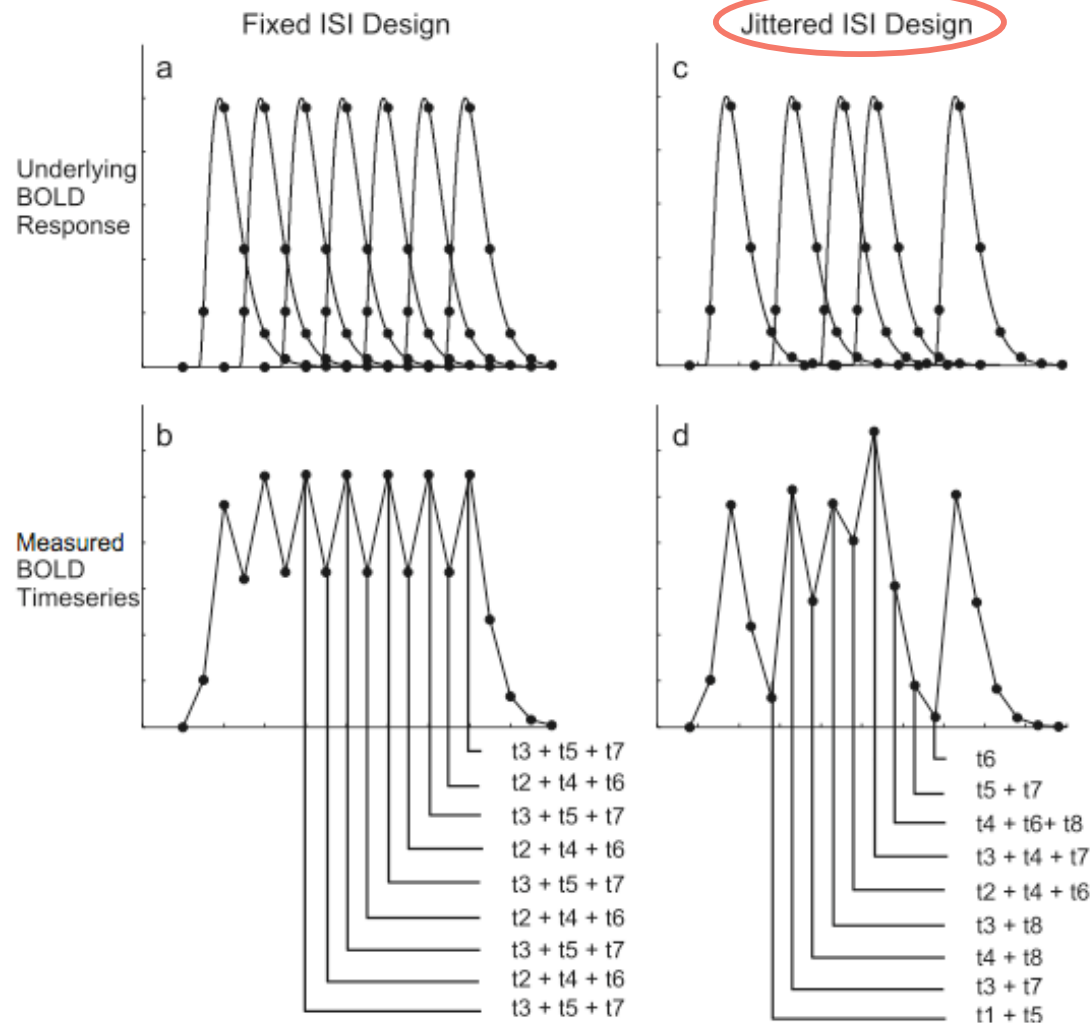 Fixed ISI Design
Jittered ISI Design
a
c
Underlying
BOLD
Response
b
d
Measured
BOLD
Timeseries
t3 + t5 + t7
t2 + t4 + t6
t3 + t5 + t7
t2 + t4 + t6
t3 + t5 + t7
t2 + t4 + t6
t3 + t5 + t7
t2 + t4 + t6
t3 + t5 + t7
t6
t5 + t7
t4 + t6+ t8
t3 + t4 + t7
t2 + t4 + t6
t3 + t8
t4 + t8
t3 + t7
t1 + t5